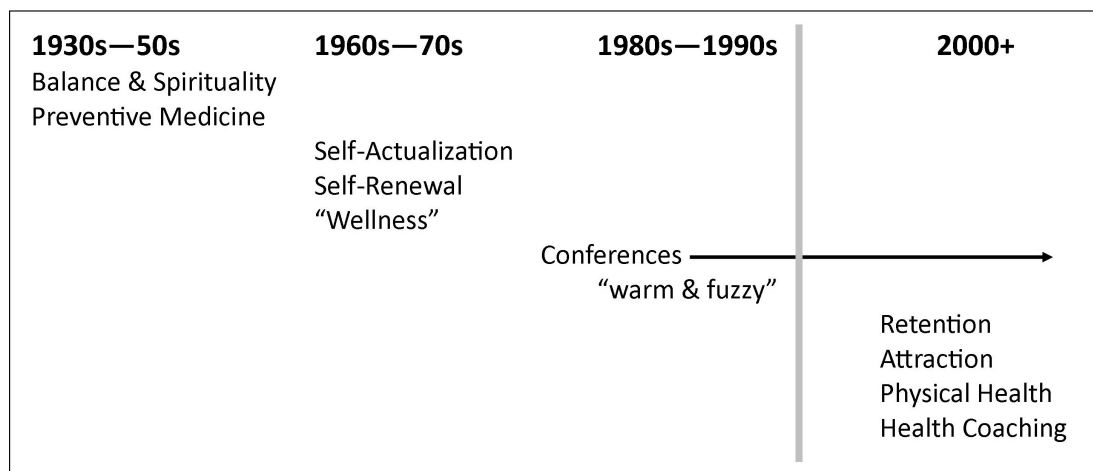 1930s—50s
Balance & Spirituality
Preventive Medicine
1960s—70s
Self-Actualization
Self-Renewal
“Wellness”
1980s—1990s
Conferences
“warm & fuzzy”
2000+
Retention
Attraction
Physical Health
Health Coaching